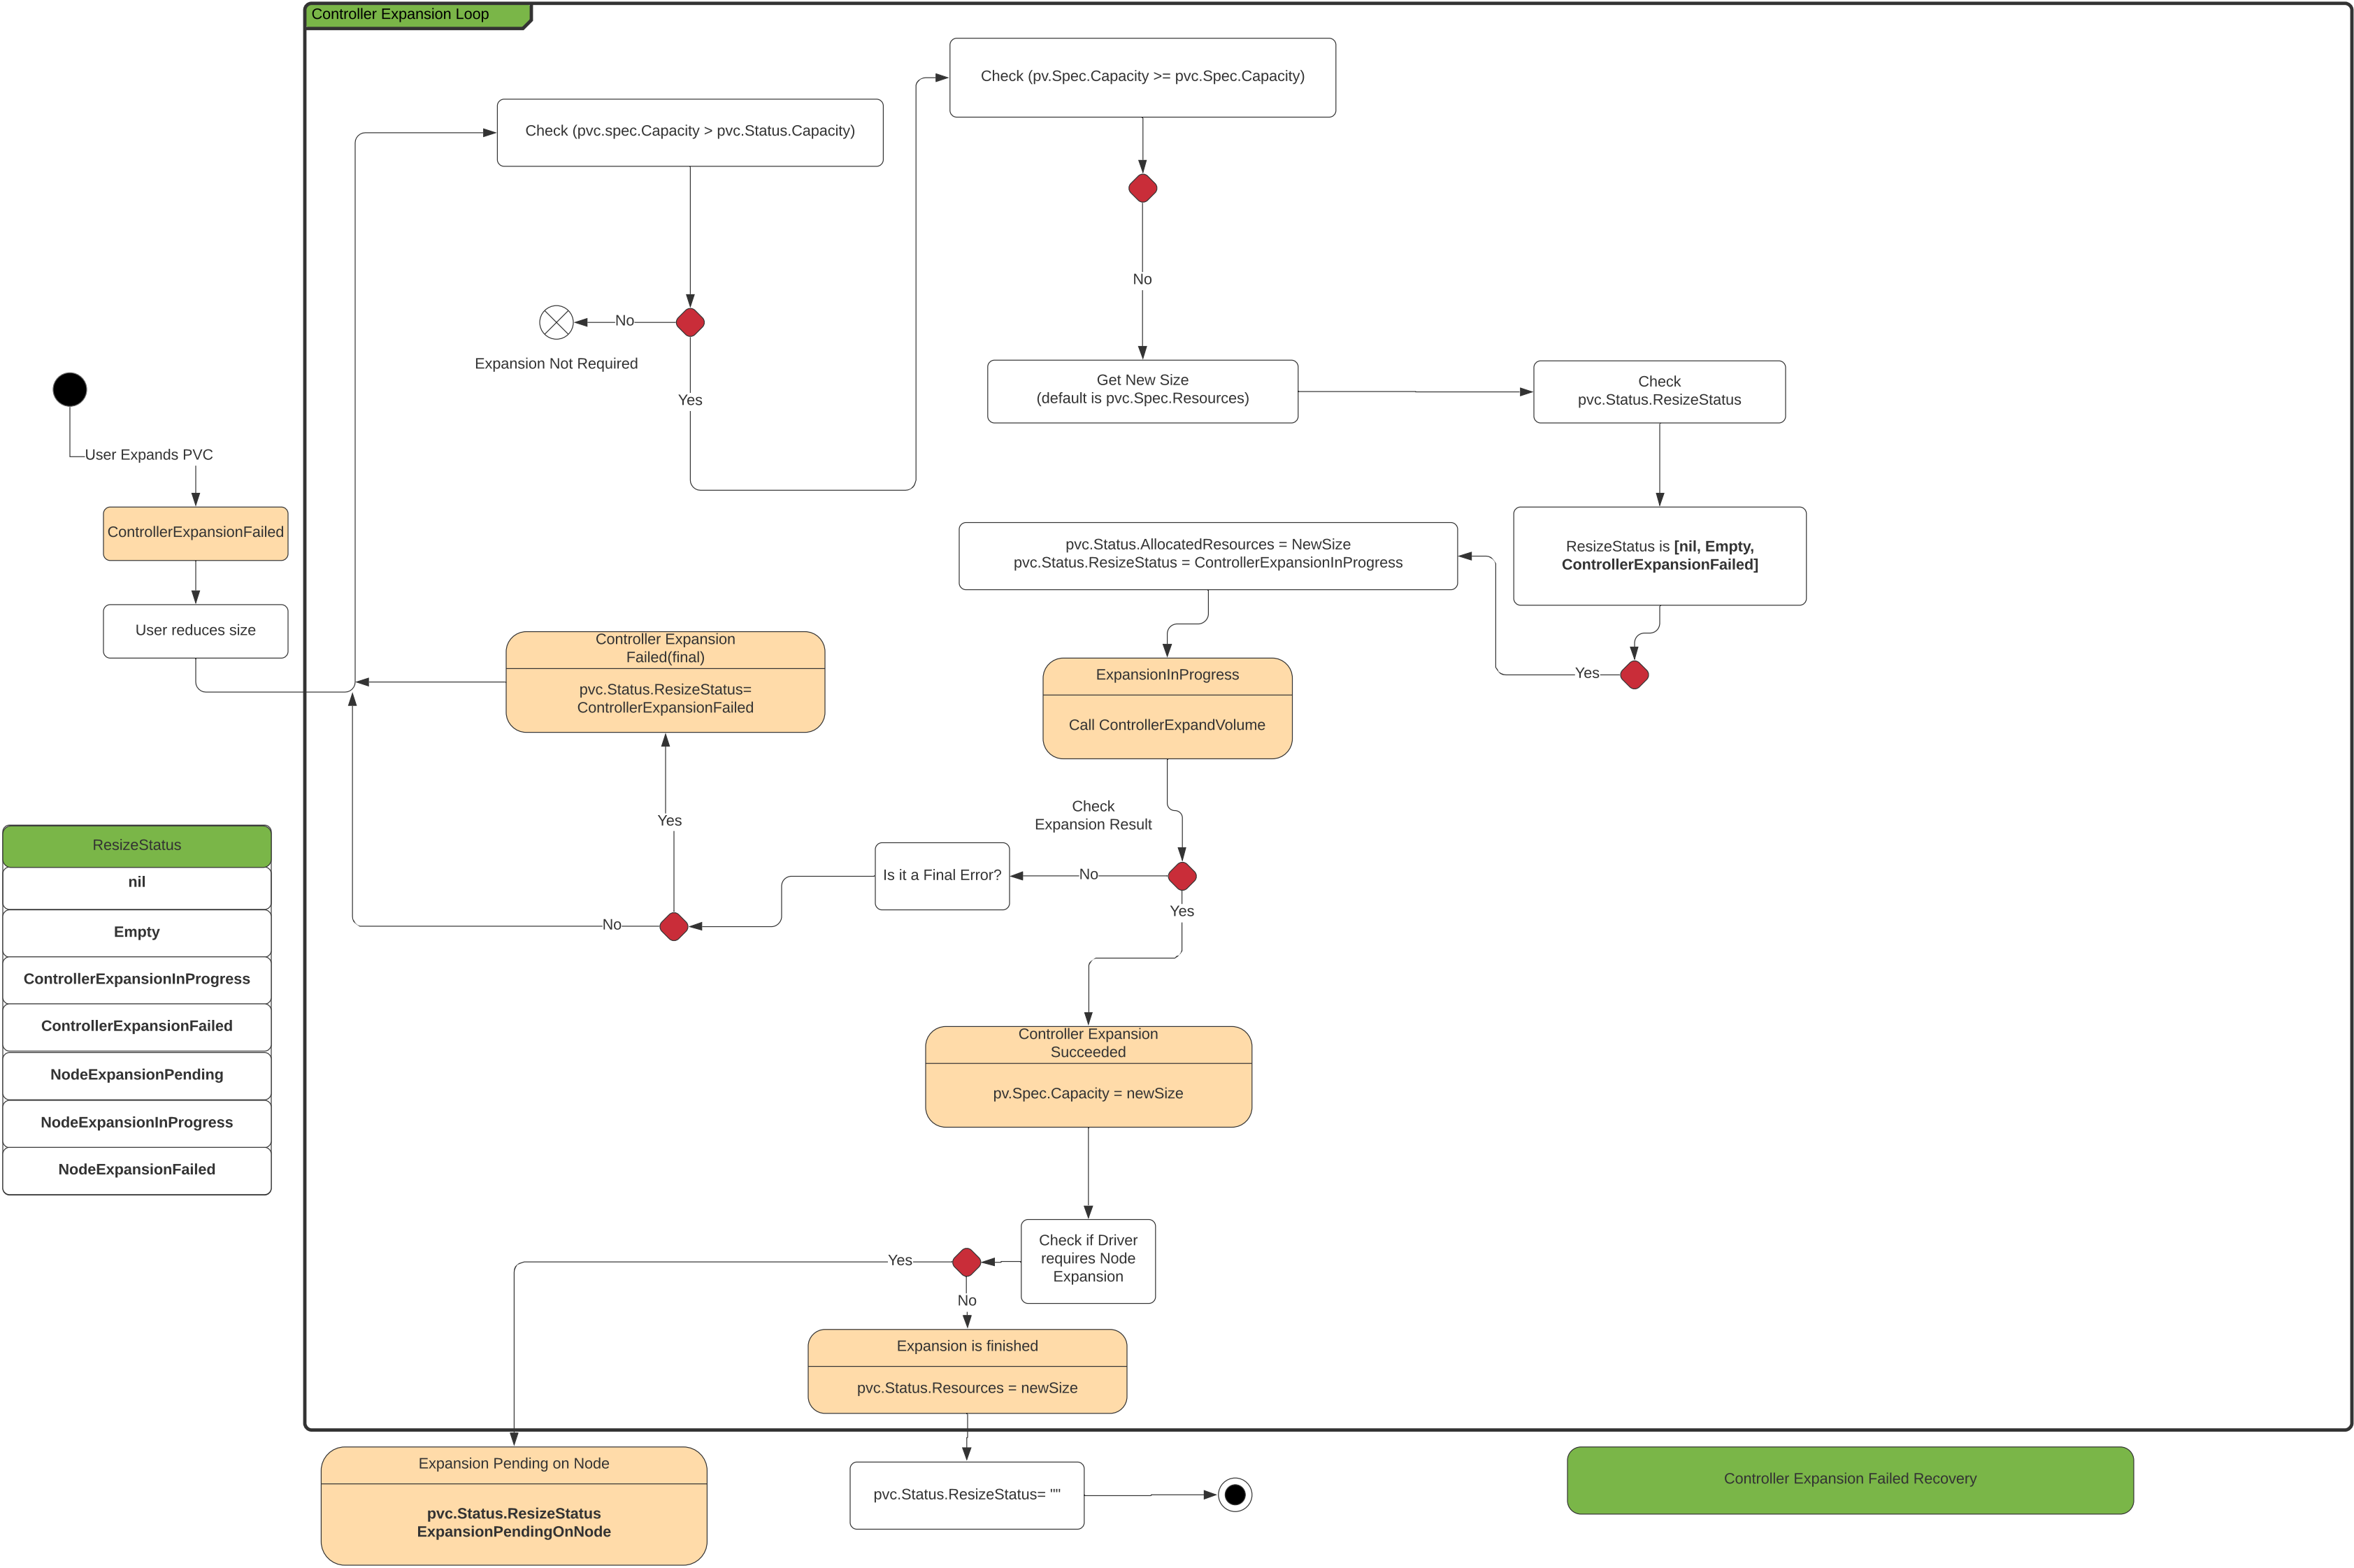 Controller Expansion Loop
Check (pv.Spec.Capacity >= pvc.Spec.Capacity)
Check (pvc.spec.Capacity > pvc.Status.Capacity)
No
No
Expansion Not Required
Yes
Get New Size
(default is pvc.Spec.Resources)
Check
pvc.Status.ResizeStatus
User Expands PVC
ControllerExpansionFailed
User reduces size
pvc.Status.AllocatedResources = NewSize
pvc.Status.ResizeStatus = ControllerExpansionInProgress
ResizeStatus is [nil, Empty,
ControllerExpansionFailed]
Yes
Controller Expansion
Failed(final)
pvc.Status.ResizeStatus=
ControllerExpansionFailed
ExpansionInProgress
Call ControllerExpandVolume
Check
Expansion Result
Yes
Is it a Final Error?
No
No
Yes
ResizeStatus
nil
Empty
ControllerExpansionInProgress
ControllerExpansionFailed
NodeExpansionPending
NodeExpansionInProgress
NodeExpansionFailed
Controller Expansion
Succeeded
pv.Spec.Capacity = newSize
Check if Driver
requires Node
Expansion
Yes
No
Expansion is finished
pvc.Status.Resources = newSize
Expansion Pending on Node
pvc.Status.ResizeStatus
ExpansionPendingOnNode
pvc.Status.ResizeStatus= ""
Controller Expansion Failed Recovery